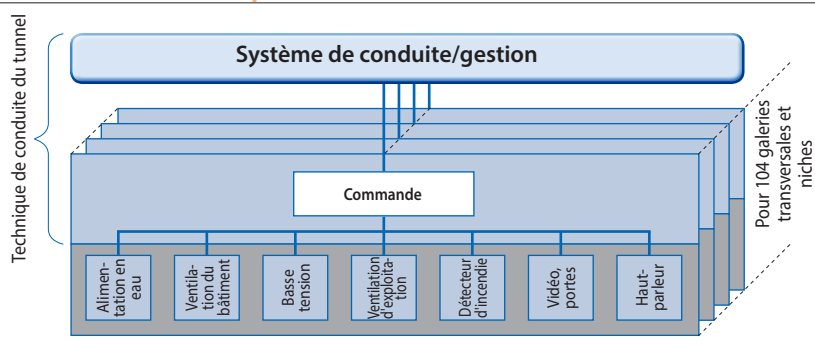 Système de conduite/gestion
Technique de conduite du tunnel
Commande
Alimen-
tation en
eau
Ventila-
tion du
bâtiment
Basse
tension
Ventilation
d'exploita-
tion
Détecteur
d'incendie
Vidéo,
portes
Haut-
parleur
Pour 104 galeries
transversales et
niches